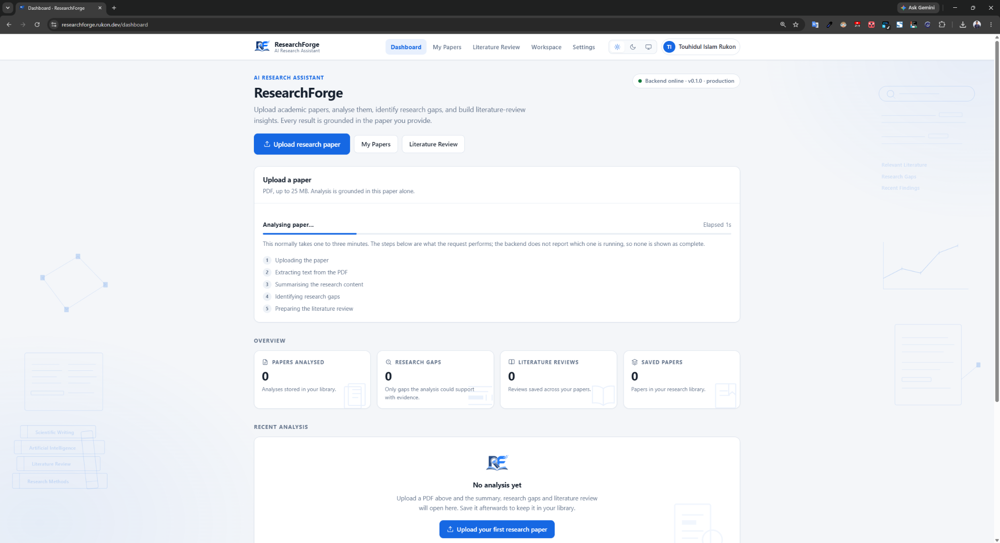 Dashboard · ResearchForge
Ask Gemini
researchforge.rukon.dev/dashboard
ResearchForge
AI Research Assistant
Dashboard
My Papers
Literature Review
Workspace
Settings
TI
Touhidul Islam Rukon
AI RESEARCH ASSISTANT
Backend online · v0.1.0 · production
ResearchForge
Upload academic papers, analyse them, identify research gaps, and build literature-review
insights. Every result is grounded in the paper you provide.
Upload research paper
My Papers
Literature Review
Relevant Literature
Research Gaps
Recent Findings
Upload a paper
PDF, up to 25 MB. Analysis is grounded in this paper alone.
Analysing paper...
Elapsed 1s
This normally takes one to three minutes. The steps below are what the request performs; the backend does not report which one is running, so none is shown as complete.
1 Uploading the paper
2 Extracting text from the PDF
3 Summarising the research content
4 Identifying research gaps
5 Preparing the literature review
OVERVIEW
PAPERS ANALYSED
0
Analyses stored in your library.
RESEARCH GAPS
0
Only gaps the analysis could support
with evidence.
LITERATURE REVIEWS
0
Reviews saved across your papers.
SAVED PAPERS
0
Papers in your research library.
Scientific Writing
Artificial Intelligence
Literature Review
Research Methods
RECENT ANALYSIS
RF
No analysis yet
Upload a PDF above and the summary, research gaps and literature review
will open here. Save it afterwards to keep it in your library.
Upload your first research paper